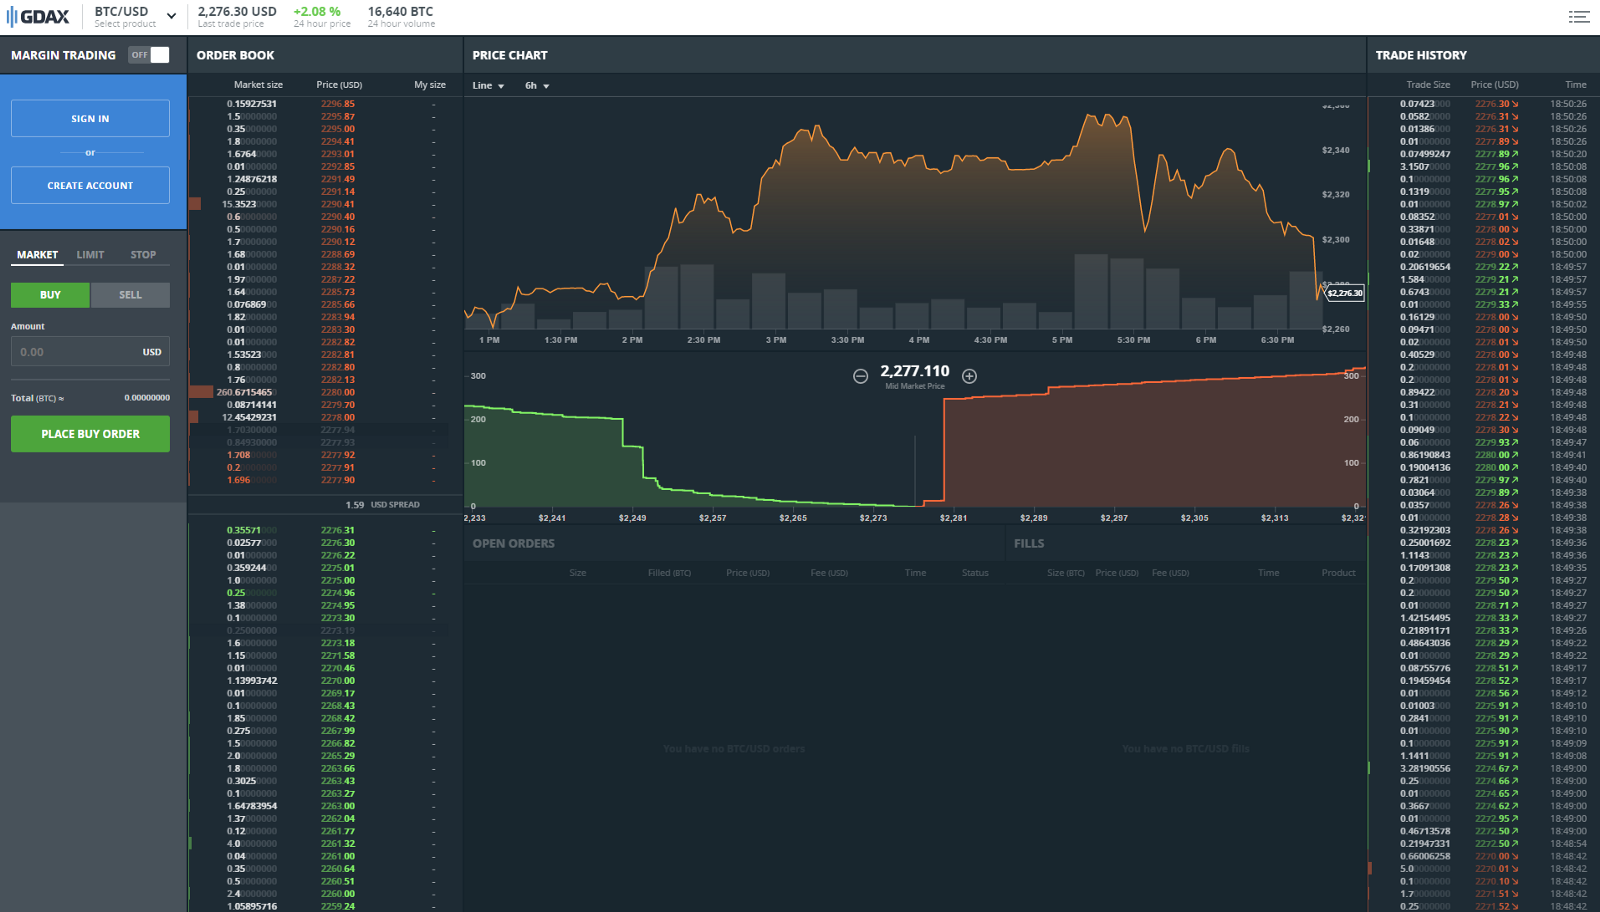 GDAX
BTC/USD
Select product
2,276.30 USD
Last trade price
+2.08 %
24 hour price
16,640 BTC
24 hour volume
MARGIN TRADING OFF
SIGN IN
or
CREATE ACCOUNT
MARKET LIMIT STOP
BUY SELL
Amount
0.00 USD
Total (BTC) ≈ 0.00000000
PLACE BUY ORDER
ORDER BOOK
Market size Price (USD) My size
0.15927531 2296.85 -
1.50000000 2295.87 -
0.35000000 2295.00 -
1.80000000 2294.41 -
1.67640000 2293.01 -
0.01000000 2292.85 -
1.24876218 2291.49 -
0.25000000 2291.14 -
15.35230000 2290.41 -
0.60000000 2290.40 -
0.50000000 2290.16 -
1.70000000 2290.12 -
1.68000000 2288.69 -
0.01000000 2288.32 -
1.97000000 2287.22 -
1.64000000 2285.73 -
0.07686900 2285.66 -
1.82000000 2283.94 -
0.01000000 2283.30 -
0.01000000 2282.82 -
1.53523000 2282.81 -
0.80000000 2282.80 -
1.76000000 2282.13 -
260.6715465 2280.00 -
0.08714141 2279.70 -
12.45429231 2278.00 -
1.70300000 2277.94 -
0.84930000 2277.93 -
1.70800000 2277.92 -
0.20000000 2277.91 -
1.69600000 2277.90 -
1.59 USD SPREAD
0.35571000 2276.31 -
0.02577000 2276.30 -
0.01000000 2276.22 -
0.35924400 2275.01 -
1.00000000 2275.00 -
0.25000000 2274.96 -
1.38000000 2274.95 -
0.10000000 2273.30 -
0.25000000 2273.19 -
1.60000000 2273.18 -
1.15000000 2271.58 -
0.01000000 2270.46 -
1.13993742 2270.00 -
0.01000000 2269.17 -
0.10000000 2268.43 -
1.85000000 2268.42 -
0.27500000 2267.99 -
1.50000000 2266.82 -
2.00000000 2265.29 -
1.80000000 2263.66 -
0.30250000 2263.43 -
0.10000000 2263.27 -
1.64783954 2263.00 -
1.37000000 2262.04 -
0.12000000 2261.77 -
4.00000000 2261.32 -
0.04000000 2261.00 -
0.35000000 2260.64 -
0.50000000 2260.51 -
2.40000000 2260.00 -
1.05895716 2259.24 -
PRICE CHART
Line 6h
$2,340
$2,320
$2,300
$2,276.30
$2,260
1 PM 1:30 PM 2 PM 2:30 PM 3 PM 3:30 PM 4 PM 4:30 PM 5 PM 5:30 PM 6 PM 6:30 PM
2,277.110
Mid Market Price
300 300
200 200
100 100
0 0
2,233 $2,241 $2,249 $2,257 $2,265 $2,273 $2,281 $2,289 $2,297 $2,305 $2,313 $2,32
OPEN ORDERS
Size Filled (BTC) Price (USD) Fee (USD) Time Status
You have no BTC/USD orders
FILLS
Size (BTC) Price (USD) Fee (USD) Time Product
You have no BTC/USD fills
TRADE HISTORY
Trade Size Price (USD) Time
0.07423000 2276.30↘ 18:50:26
0.05820000 2276.31↘ 18:50:26
0.01386000 2276.31↘ 18:50:26
0.01000000 2277.89↘ 18:50:26
0.07499247 2277.89↗ 18:50:20
3.15070000 2277.96↗ 18:50:08
0.10000000 2277.96↗ 18:50:08
0.13190000 2277.95↗ 18:50:08
0.01000000 2278.97↗ 18:50:02
0.08352000 2277.01↘ 18:50:00
0.33871000 2278.00↘ 18:50:00
0.01648000 2278.02↘ 18:50:00
0.02000000 2279.00↘ 18:50:00
0.20619654 2279.22↗ 18:49:57
1.58400000 2279.21↗ 18:49:57
0.67430000 2279.21↗ 18:49:57
0.01000000 2279.33↗ 18:49:55
0.16129000 2278.00↘ 18:49:50
0.09471000 2278.00↘ 18:49:50
0.02000000 2278.01↘ 18:49:50
0.40529000 2278.00↘ 18:49:48
0.20000000 2278.01↘ 18:49:48
0.20000000 2278.01↘ 18:49:48
0.89422000 2278.20↘ 18:49:48
0.31000000 2278.21↘ 18:49:48
0.10000000 2278.22↘ 18:49:48
0.09049000 2278.30↘ 18:49:48
0.06000000 2279.93↗ 18:49:47
0.86190843 2280.00↗ 18:49:41
0.19004136 2280.00↗ 18:49:40
0.78210000 2279.97↗ 18:49:40
0.03064000 2279.89↗ 18:49:38
0.03570000 2278.26↘ 18:49:38
0.01000000 2278.28↘ 18:49:38
0.32192303 2278.26↘ 18:49:38
0.25001692 2278.23↗ 18:49:36
1.11430000 2278.23↗ 18:49:36
0.17091308 2278.23↗ 18:49:35
0.20000000 2279.50↗ 18:49:27
0.20000000 2279.50↗ 18:49:27
0.01000000 2278.71↗ 18:49:27
1.42154495 2278.33↗ 18:49:27
0.21891171 2278.33↗ 18:49:26
0.48643036 2278.29↗ 18:49:22
0.01000000 2278.29↗ 18:49:22
0.08755776 2278.51↗ 18:49:17
0.19459454 2278.52↗ 18:49:17
0.01000000 2278.56↗ 18:49:12
0.01003000 2275.91↗ 18:49:10
0.28410000 2275.91↗ 18:49:10
0.01000000 2275.90↗ 18:49:10
0.10000000 2275.91↗ 18:49:09
1.14110000 2275.91↗ 18:49:08
3.28190556 2274.67↗ 18:49:00
0.25000000 2274.66↗ 18:49:00
0.01000000 2274.65↗ 18:49:00
0.36670000 2274.62↗ 18:49:00
0.01000000 2272.95↗ 18:49:00
0.46713578 2272.50↗ 18:49:00
0.21947331 2272.50↗ 18:48:54
0.66006258 2270.00↘ 18:48:42
5.00000000 2270.01↘ 18:48:42
0.10000000 2270.10↘ 18:48:42
1.70000000 2271.51↘ 18:48:42
0.25000000 2271.52↘ 18:48:42